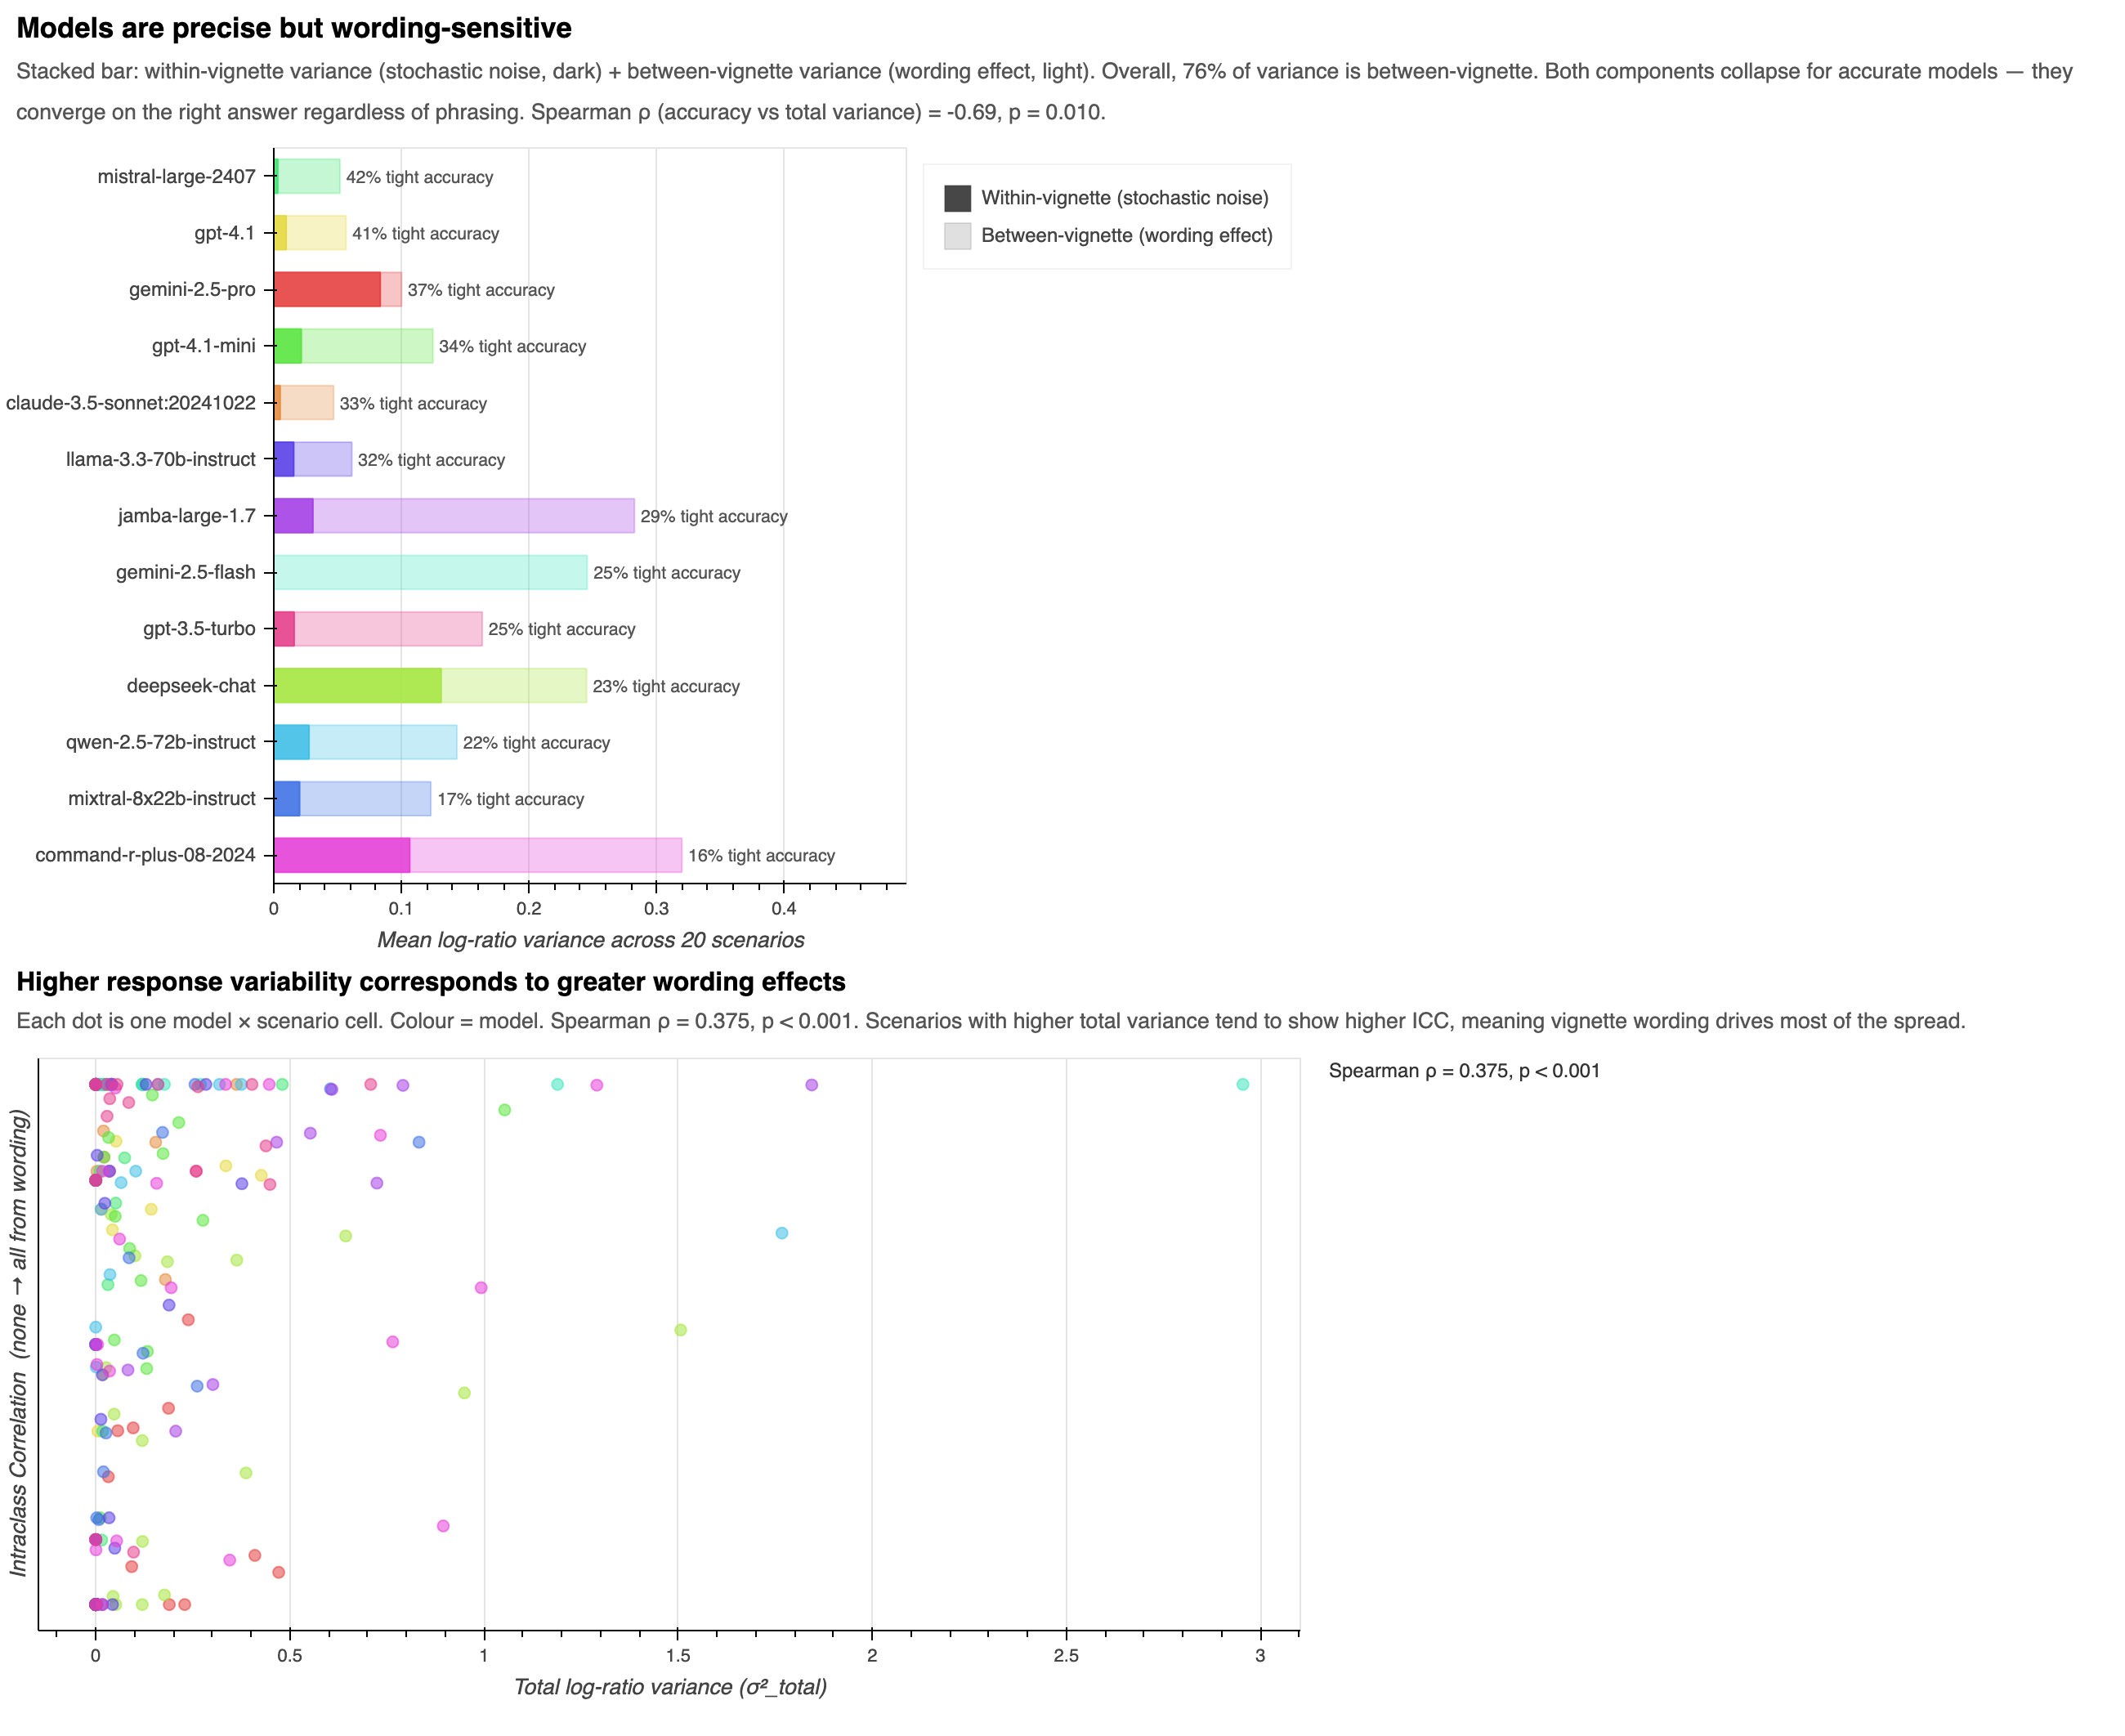 Models are precise but wording-sensitive
Stacked bar: within-vignette variance (stochastic noise, dark) + between-vignette variance (wording effect, light). Overall, 76% of variance is between-vignette. Both components collapse for accurate models — they
converge on the right answer regardless of phrasing. Spearman ρ (accuracy vs total variance) = -0.69, p = 0.010.
mistral-large-2407 42% tight accuracy
gpt-4.1 41% tight accuracy
gemini-2.5-pro 37% tight accuracy
gpt-4.1-mini 34% tight accuracy
claude-3.5-sonnet:20241022 33% tight accuracy
llama-3.3-70b-instruct 32% tight accuracy
jamba-large-1.7 29% tight accuracy
gemini-2.5-flash 25% tight accuracy
gpt-3.5-turbo 25% tight accuracy
deepseek-chat 23% tight accuracy
qwen-2.5-72b-instruct 22% tight accuracy
mixtral-8x22b-instruct 17% tight accuracy
command-r-plus-08-2024 16% tight accuracy
0 0.1 0.2 0.3 0.4
Mean log-ratio variance across 20 scenarios
Within-vignette (stochastic noise)
Between-vignette (wording effect)
Higher response variability corresponds to greater wording effects
Each dot is one model × scenario cell. Colour = model. Spearman ρ = 0.375, p < 0.001. Scenarios with higher total variance tend to show higher ICC, meaning vignette wording drives most of the spread.
Spearman ρ = 0.375, p < 0.001
Intraclass Correlation (none → all from wording)
0 0.5 1 1.5 2 2.5 3
Total log-ratio variance (σ²_total)